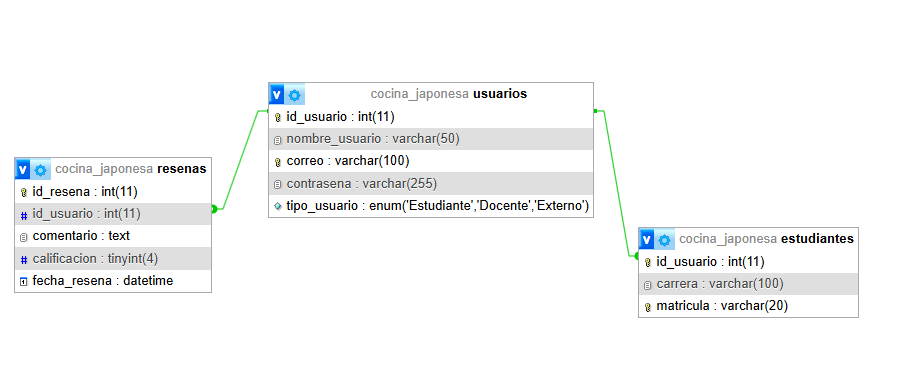 cocina_japonesa usuarios
id_usuario : int(11)
nombre_usuario : varchar(50)
correo : varchar(100)
contrasena : varchar(255)
tipo_usuario : enum('Estudiante','Docente','Externo')
cocina_japonesa resenas
id_resena : int(11)
id_usuario : int(11)
comentario : text
calificacion : tinyint(4)
fecha_resena : datetime
cocina_japonesa estudiantes
id_usuario : int(11)
carrera : varchar(100)
matricula : varchar(20)